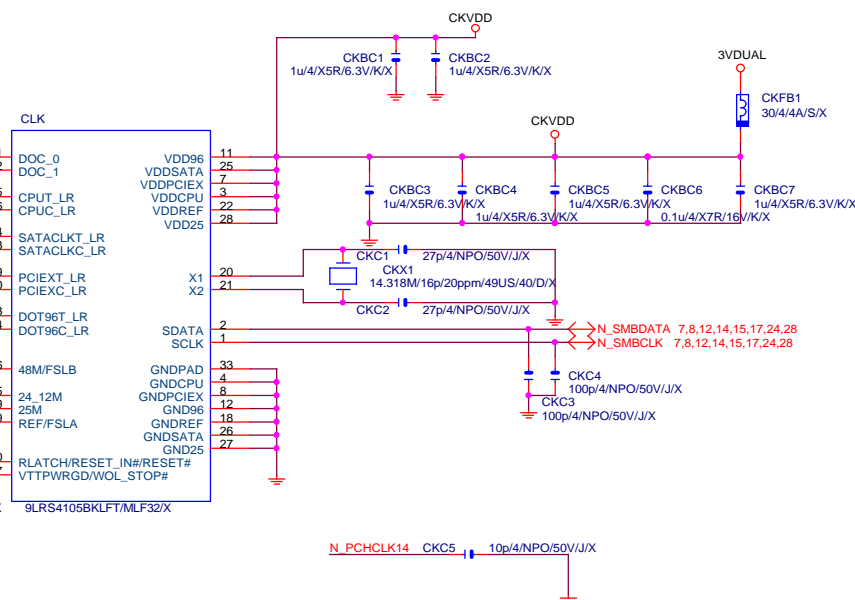 CKVDD
CKBC1
1u/4/X5R/6.3V/K/X
CKBC2
1u/4/X5R/6.3V/K/X
3VDUAL
CKFB1
30/4/4A/S/X
CKVDD
CLK
DOC_0
DOC_1
CPUT_LR
CPUC_LR
SATACLKT_LR
SATACLKC_LR
PCIEXT_LR
PCIEXC_LR
DOT96T_LR
DOT96C_LR
48M/FSLB
24_12M
25M
REF/FSLA
RLATCH/RESET_IN#/RESET#
VTTPWRGD/WOL_STOP#
VDD96 11
VDDSATA 25
VDDPCIEX 7
VDDCPU 3
VDDREF 22
VDD25 28
X1 20
X2 21
SDATA 2
SCLK 1
GNDPAD 33
GNDCPU 4
GNDPCIEX 8
GND96 12
GNDREF 18
GNDSATA 26
GND25 27
9LRS4105BKLFT/MLF32/X
CKBC3
1u/4/X5R/6.3V/K/X
CKBC4
1u/4/X5R/6.3V/K/X
CKBC5
1u/4/X5R/6.3V/K/X
CKBC6
0.1u/4/X7R/16V/K/X
CKBC7
1u/4/X5R/6.3V/K/X
CKC1
27p/4/NPO/50V/J/X
CKX1
14.318M/16p/20ppm/49US/40/D/X
CKC2
27p/4/NPO/50V/J/X
N_SMBDATA 7,8,12,14,15,17,24,28
N_SMBCLK 7,8,12,14,15,17,24,28
CKC4
100p/4/NPO/50V/J/X
CKC3
100p/4/NPO/50V/J/X
N_PCHCLK14
CKC5
10p/4/NPO/50V/J/X